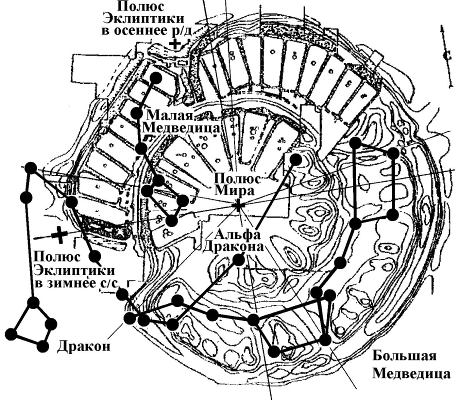 Полюс
Эклиптики
в осеннее р/д
Малая
Медведица
Полюс
Мира
С
Альфа
Дракона
Полюс
Эклиптики
в зимнее с/с
Дракон
Большая
Медведица